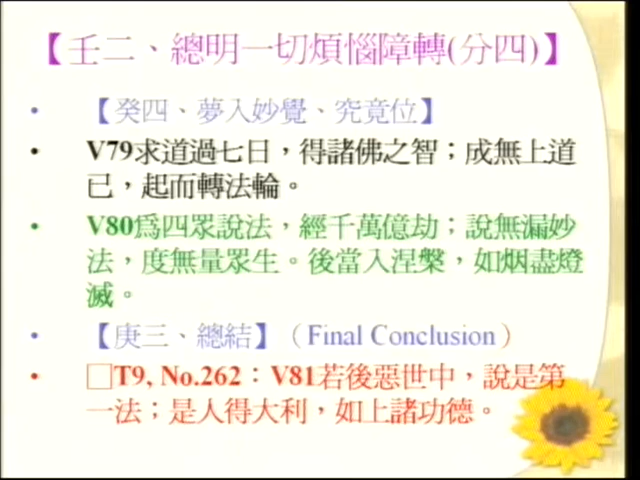 【壬二、總明一切煩惱障轉(分四)】
• 【癸四、夢入妙覺、究竟位】
• V79求道過七日，得諸佛之智；成無上道
已，起而轉法輪。
• V80為四眾說法，經千萬億劫；說無漏妙
法，度無量眾生。後當入涅槃，如烟盡燈
滅。
• 【庚三、總結】（Final Conclusion）
• □T9, No.262：V81若後惡世中，說是第
一法；是人得大利，如上諸功德。